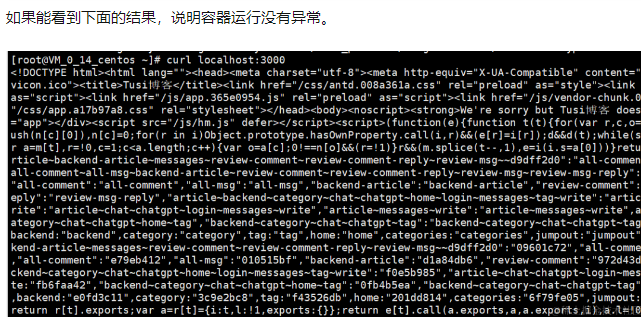 如果能看到下面的结果，说明容器运行没有异常。
[root@VM_0_14_centos ~]# curl localhost:3000
<!DOCTYPE html><html lang=""><head><meta charset="utf-8"><meta http-equiv="X-UA-Compatible" content="
vicon.ico"><title>Tusi博客</title><link href="/css/antd.008a361a.css" rel="preload" as="style"><link
as="script"><link href="/js/app.365e0954.js" rel="preload" as="script"><link href="/js/vendor-chunk.0
"/css/app.a17b97a8.css" rel="stylesheet"></head><body><noscript><strong>We're sorry but Tusi博客 does
="app"></div><script src="/js/hm.js" defer></script><script>(function(e){function t(t){for(var r,c,o=
ush(n[c][0]),n[c]=0;for(r in i)Object.prototype.hasOwnProperty.call(i,r)&&(e[r]=i[r]);d&&d(t);while(s
r a=m[t],r=!0,c=1;c<a.length;c++){var o=a[c];0!==n[o]&&(r=!1)}r&&(m.splice(t--,1),e=i(i.s=a[0]))}retu
rticle~backend-article~messages~review-comment~review-comment-reply~review-msg~~d9dff2d0":"all-commen
all-comment~all-msg~backend-article~review-comment~review-comment-reply~review-msg~review-msg-reply":
"all-comment":"all-comment","all-msg":"all-msg","backend-article":"backend-article","review-comment":
eply":"review-msg-reply","article~backend-category~chat~chatgpt~home~login~messages~tag~write":"artic
rite":"article~chat~chatgpt~login~messages~write","article~messages~write":"article~messages~write",a
ategory~chat~chatgpt~home~tag":"backend-category~chat~chatgpt~home~tag","backend-category":"backend-c
backend:"backend",category:"category",tag:"tag",home:"home",categories:"categories",jumpout:"jumpout"
kend-article~messages~review-comment~review-comment-reply~review-msg~~d9dff2d0":"09601c72","all-comme
,"all-comment":"e79eb412","all-msg":"010515bf","backend-article":"d1a84db6","review-comment":"972d43d
ckend-category~chat~chatgpt~home~login~messages~tag~write":"f0e5b985","article~chat~chatgpt~login~mess
te":"fb6faa42","backend-category~chat~chatgpt~home~tag":"0fb4b5ea","backend-category~chat~chatgpt~tag
,backend:"e0fd3c11",category:"3c9e2bc8",tag:"f43526db",home:"201dd814",categories:"6f79fe05",jumpout:
return r[t].exports;var a=r[t]={i:t,l:!1,exports:{}};return e[t].call(a.exports,a,a.exports,i),a.l=!0